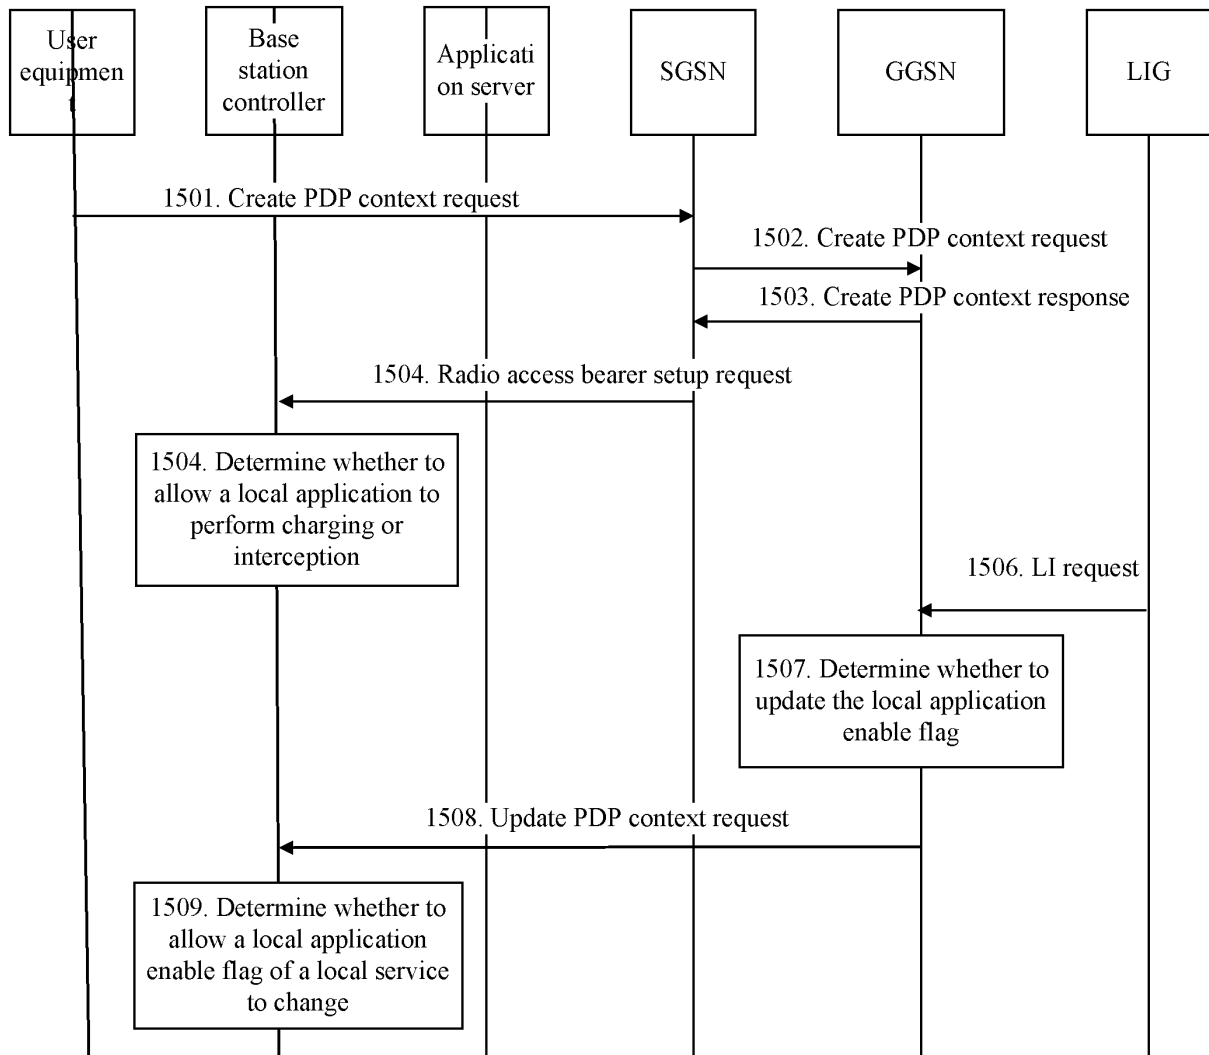 User
equipmen
t
Base
station
controller
Applicati
on server
SGSN
GGSN
LIG
1501. Create PDP context request
1502. Create PDP context request
1503. Create PDP context response
1504. Radio access bearer setup request
1504. Determine whether to
allow a local application to
perform charging or
interception
1506. LI request
1507. Determine whether to
update the local application
enable flag
1508. Update PDP context request
1509. Determine whether to
allow a local application
enable flag of a local service
to change